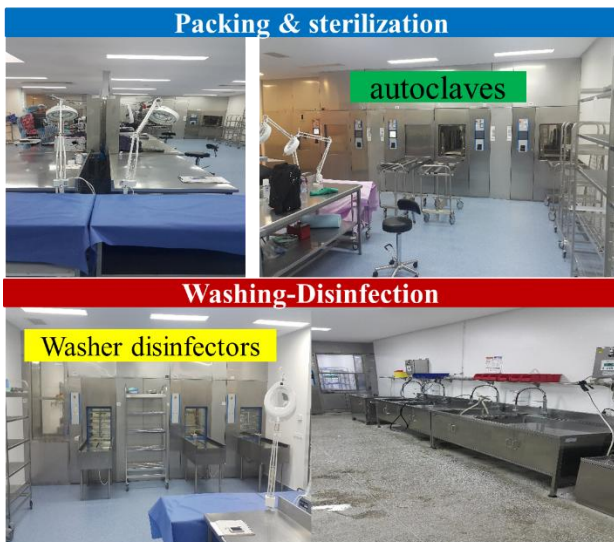 Packing & sterilization
autoclaves
Washing-Disinfection
Washer disinfectors